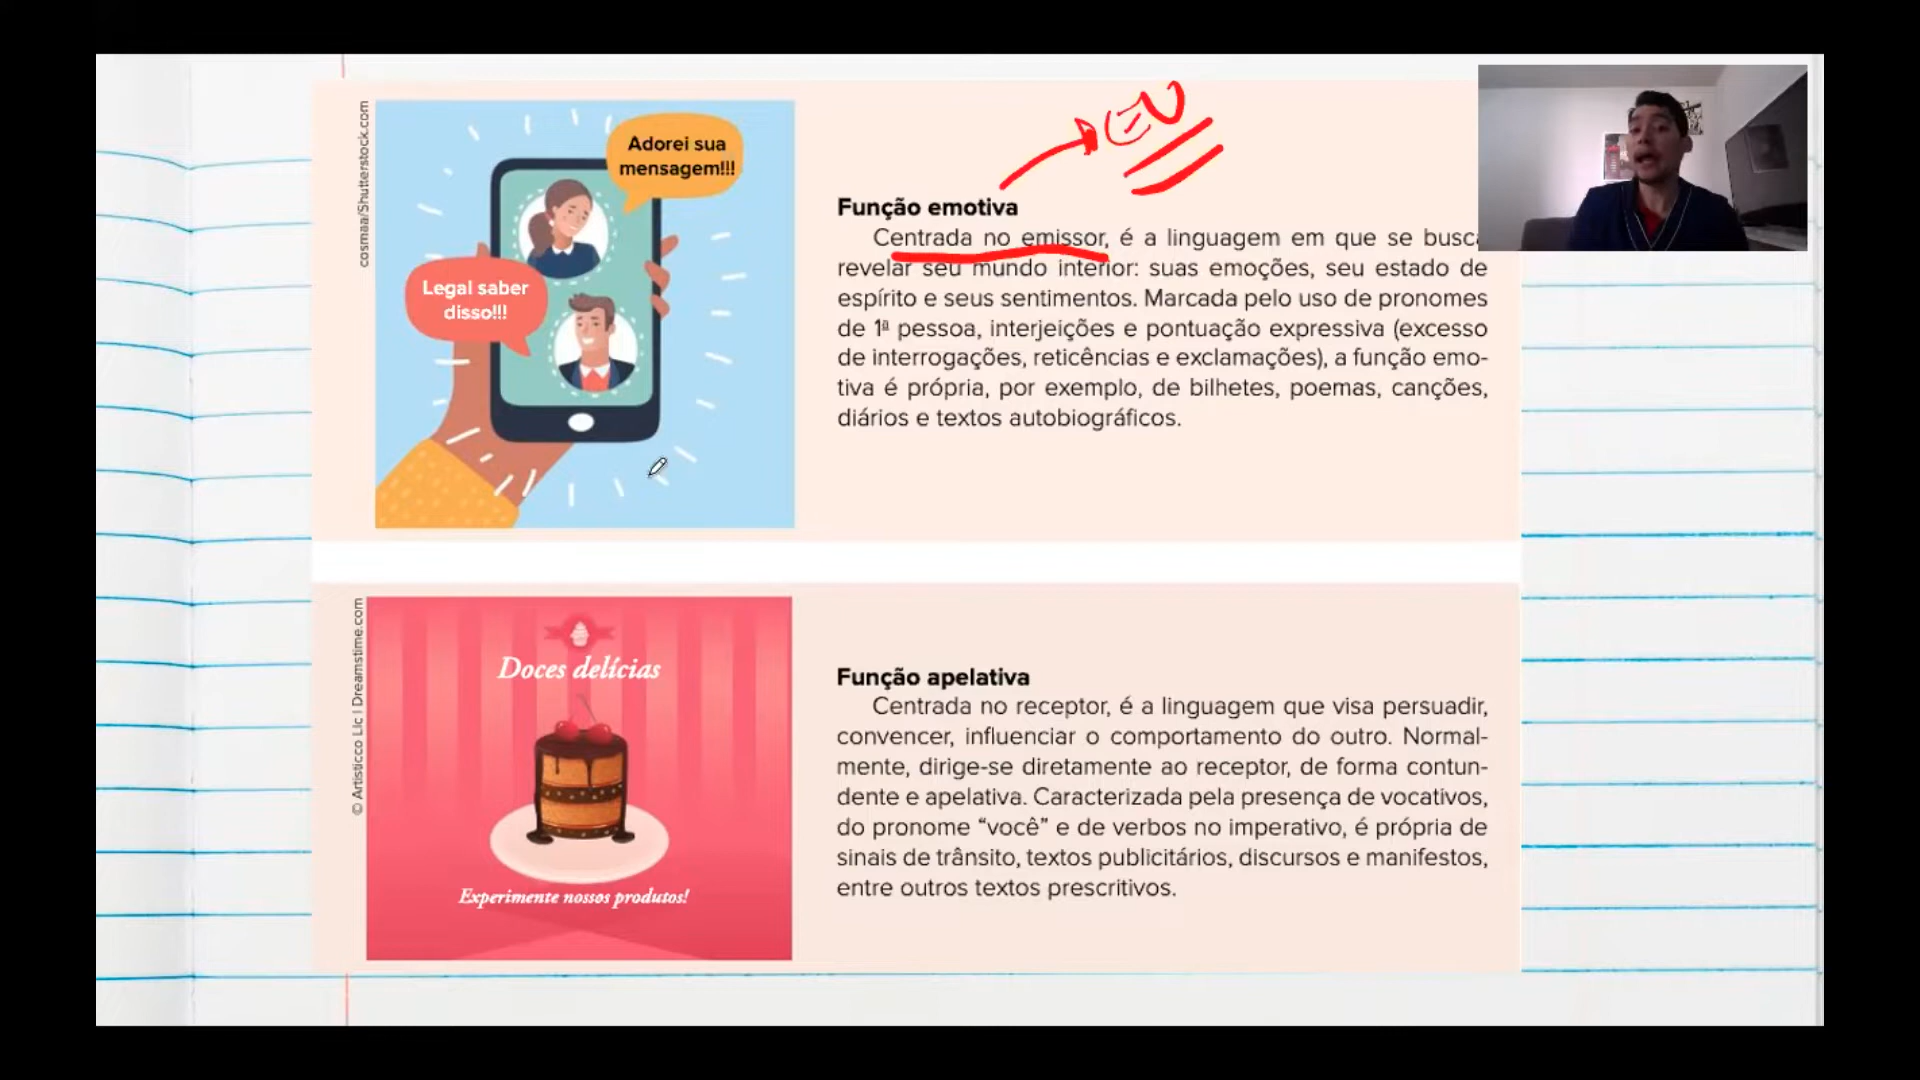 cosmaa/Shutterstock.com
Adorei sua
mensagem!!!
Legal saber
disso!!!
EU
Função emotiva
Centrada no emissor, é a linguagem em que se busca
revelar seu mundo interior: suas emoções, seu estado de
espírito e seus sentimentos. Marcada pelo uso de pronomes
de 1ª pessoa, interjeições e pontuação expressiva (excesso
de interrogações, reticências e exclamações), a função emo-
tiva é própria, por exemplo, de bilhetes, poemas, canções,
diários e textos autobiográficos.
© Artisticco Llc | Dreamstime.com
Doces delícias
Experimente nossos produtos!
Função apelativa
Centrada no receptor, é a linguagem que visa persuadir,
convencer, influenciar o comportamento do outro. Normal-
mente, dirige-se diretamente ao receptor, de forma contun-
dente e apelativa. Caracterizada pela presença de vocativos,
do pronome “você” e de verbos no imperativo, é própria de
sinais de trânsito, textos publicitários, discursos e manifestos,
entre outros textos prescritivos.